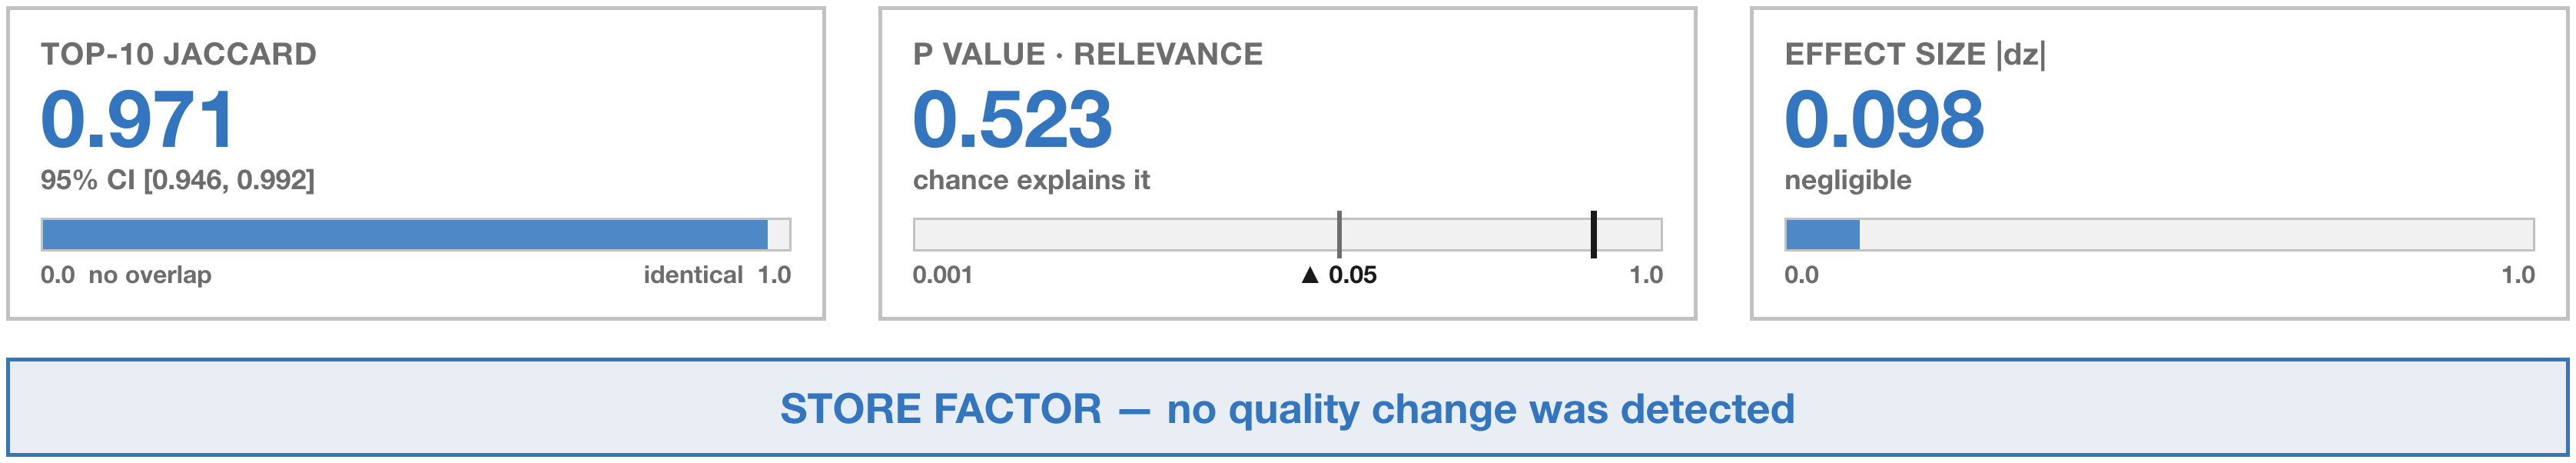 TOP-10 JACCARD
0.971
95% CI [0.946, 0.992]
0.0 no overlap identical 1.0
P VALUE · RELEVANCE
0.523
chance explains it
0.001 ▲ 0.05 1.0
EFFECT SIZE |dz|
0.098
negligible
0.0 1.0
STORE FACTOR — no quality change was detected